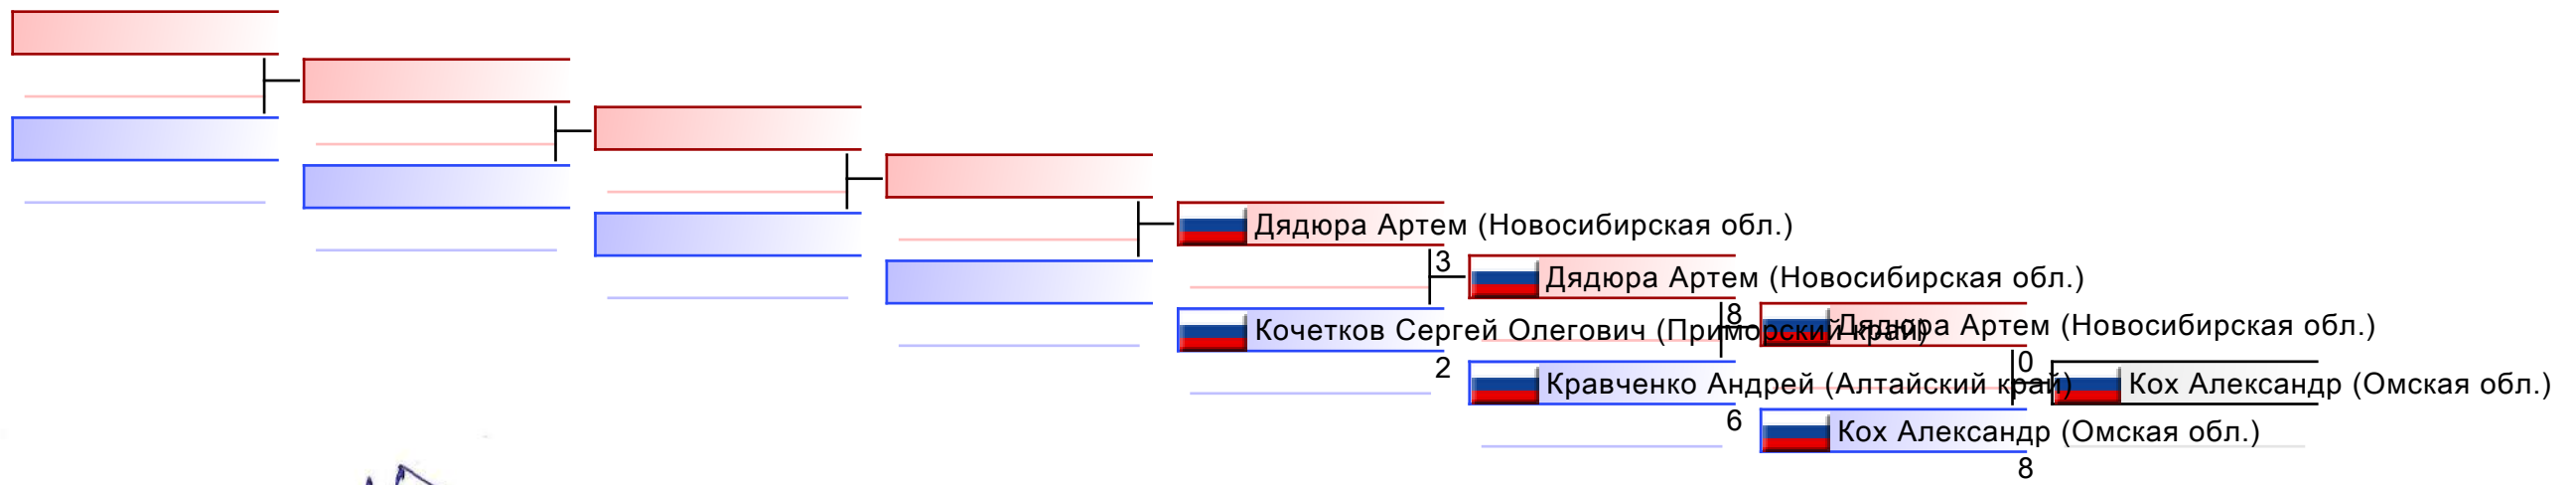 Дядюра Артем (Новосибирская обл.)
3
Дядюра Артем (Новосибирская обл.)
Кочетков Сергей Олегович (Приморский край)
8
Дядюра Артем (Новосибирская обл.)
2
0
Кравченко Андрей (Алтайский край)
Кох Александр (Омская обл.)
6
Кох Александр (Омская обл.)
8